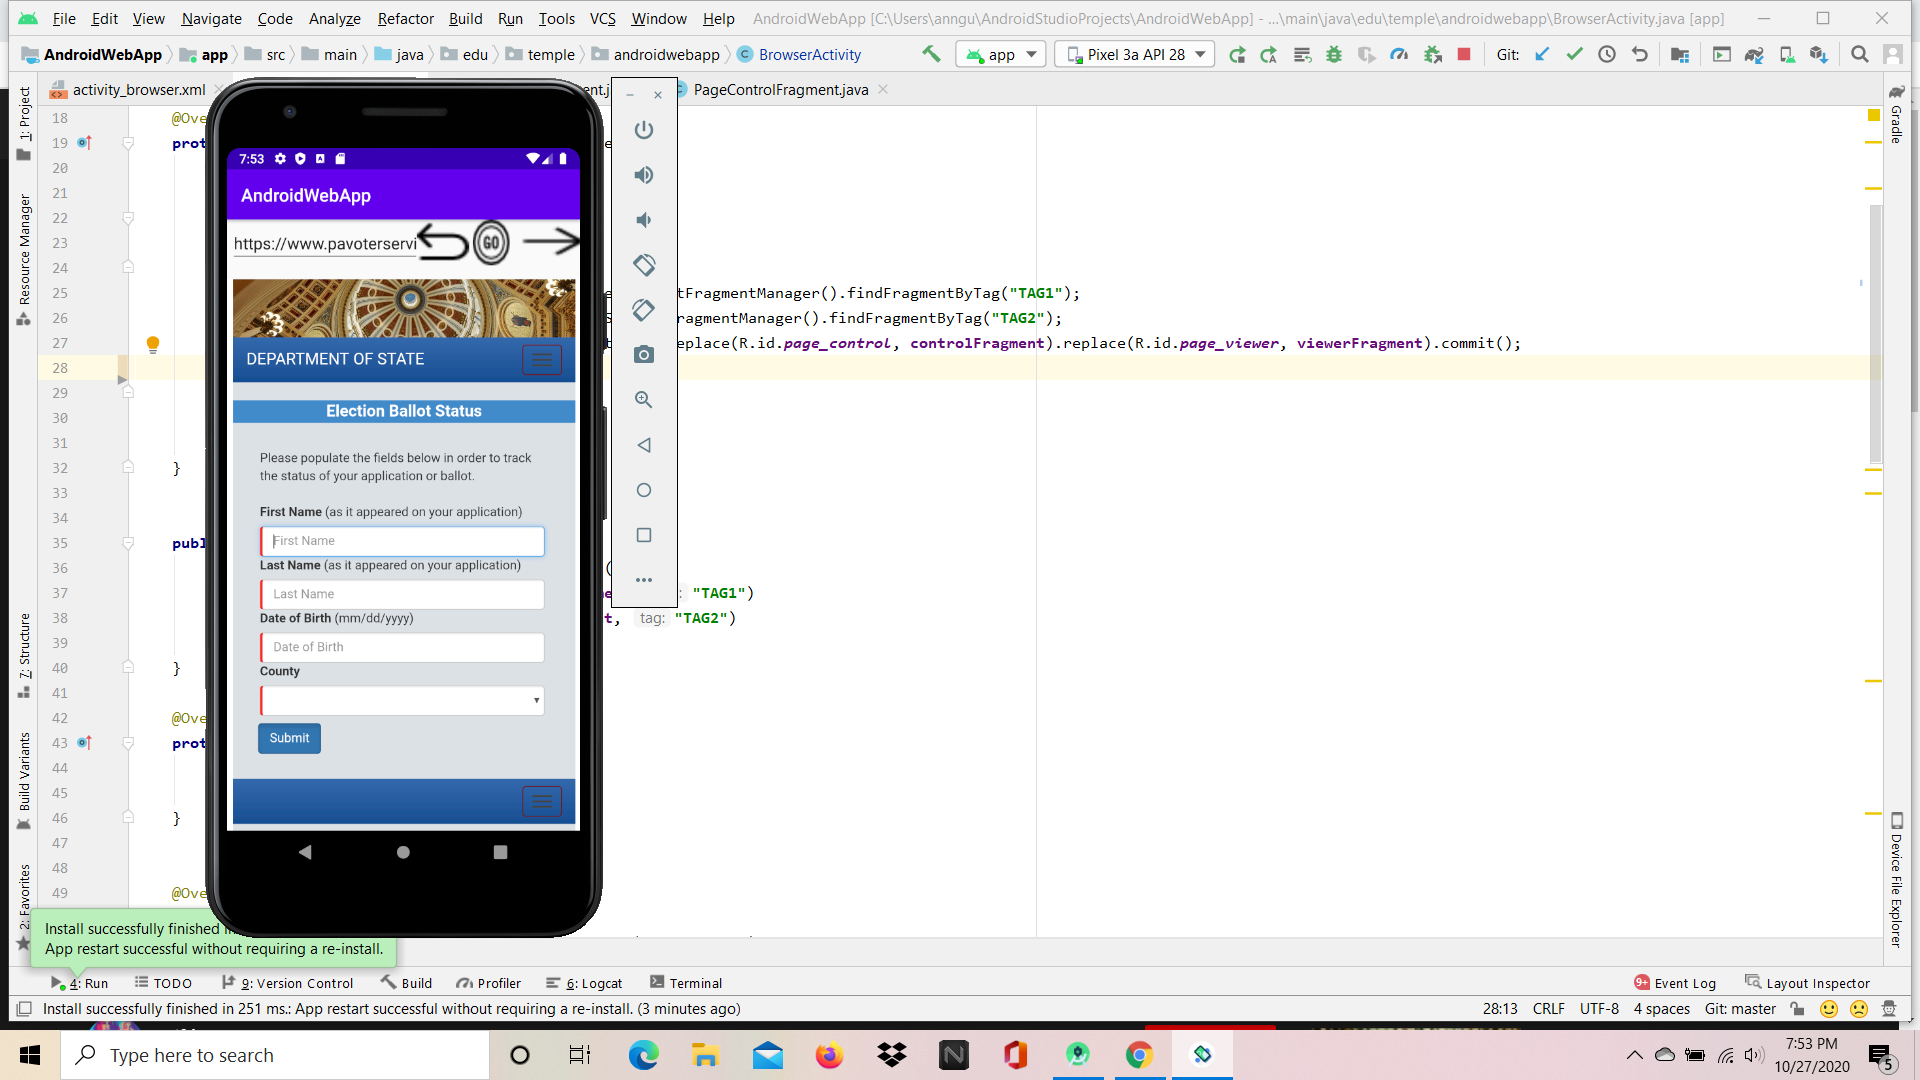 File Edit View Navigate Code Analyze Refactor Build Run Tools VCS Window Help AndroidWebApp [C:\Users\anngu\AndroidStudioProjects\AndroidWebApp] - ...\main\java\edu\temple\androidwebapp\BrowserActivity.java [app]
AndroidWebApp app src main java edu temple androidwebapp BrowserActivity app Pixel 3a API 28 Git:
activity_browser.xml PageControlFragment.java
1: Project
Resource Manager
7: Structure
Build Variants
2: Favorites
Gradle
Device File Explorer
18 @Ove
19 prot
20
21
22
23
24
25 tFragmentManager().findFragmentByTag("TAG1");
26 ragmentManager().findFragmentByTag("TAG2");
27 eplace(R.id.page_control, controlFragment).replace(R.id.page_viewer, viewerFragment).commit();
28
29
30
31
32 }
33
34
35 publ
36 (
37 : "TAG1")
38 t, tag: "TAG2")
39
40 }
41
42 @Ove
43 prot
44
45
46 }
47
48
49 @Ove
7:53
AndroidWebApp
https://www.pavoterservi GO
DEPARTMENT OF STATE
Election Ballot Status
Please populate the fields below in order to track
the status of your application or ballot.
First Name (as it appeared on your application)
First Name
Last Name (as it appeared on your application)
Last Name
Date of Birth (mm/dd/yyyy)
Date of Birth
County
Submit
Install successfully finished i
App restart successful without requiring a re-install.
4: Run TODO 9: Version Control Build Profiler 6: Logcat Terminal 9+ Event Log Layout Inspector
Install successfully finished in 251 ms.: App restart successful without requiring a re-install. (3 minutes ago) 28:13 CRLF UTF-8 4 spaces Git: master
Type here to search
7:53 PM
10/27/2020
5